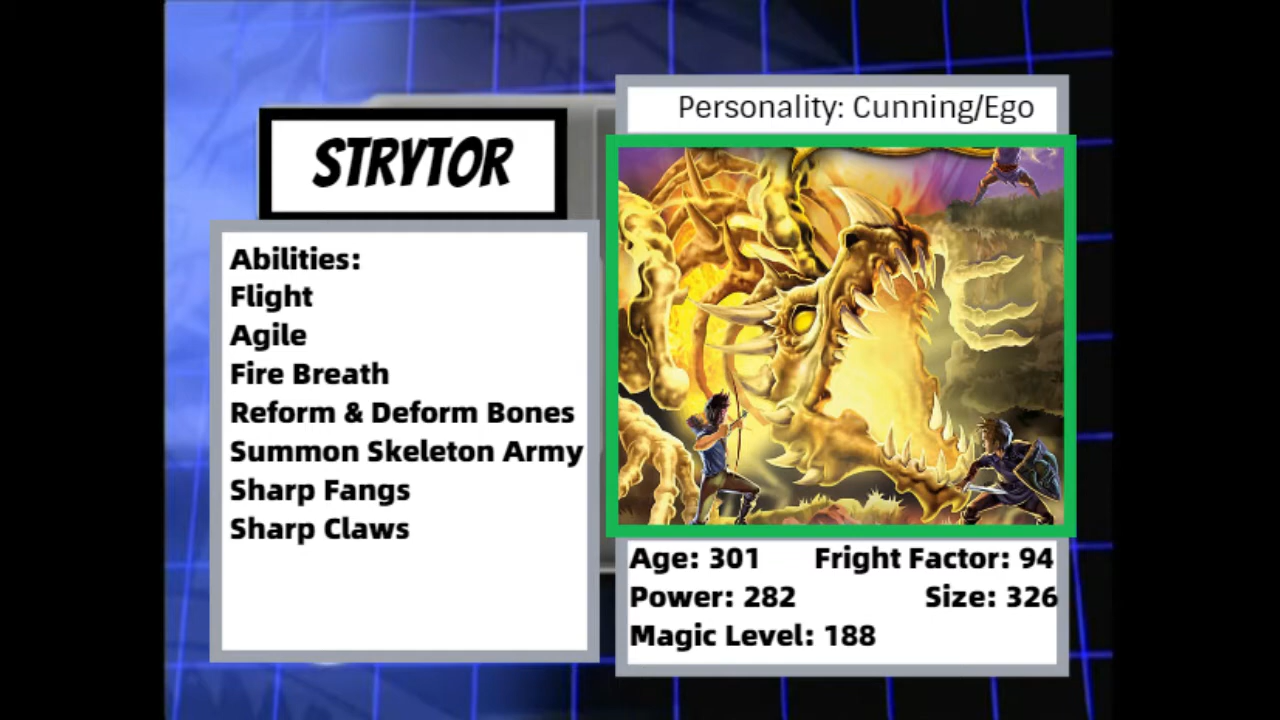 STRYTOR
Abilities:
Flight
Agile
Fire Breath
Reform & Deform Bones
Summon Skeleton Army
Sharp Fangs
Sharp Claws
Personality: Cunning/Ego
Age: 301 Fright Factor: 94
Power: 282 Size: 326
Magic Level: 188